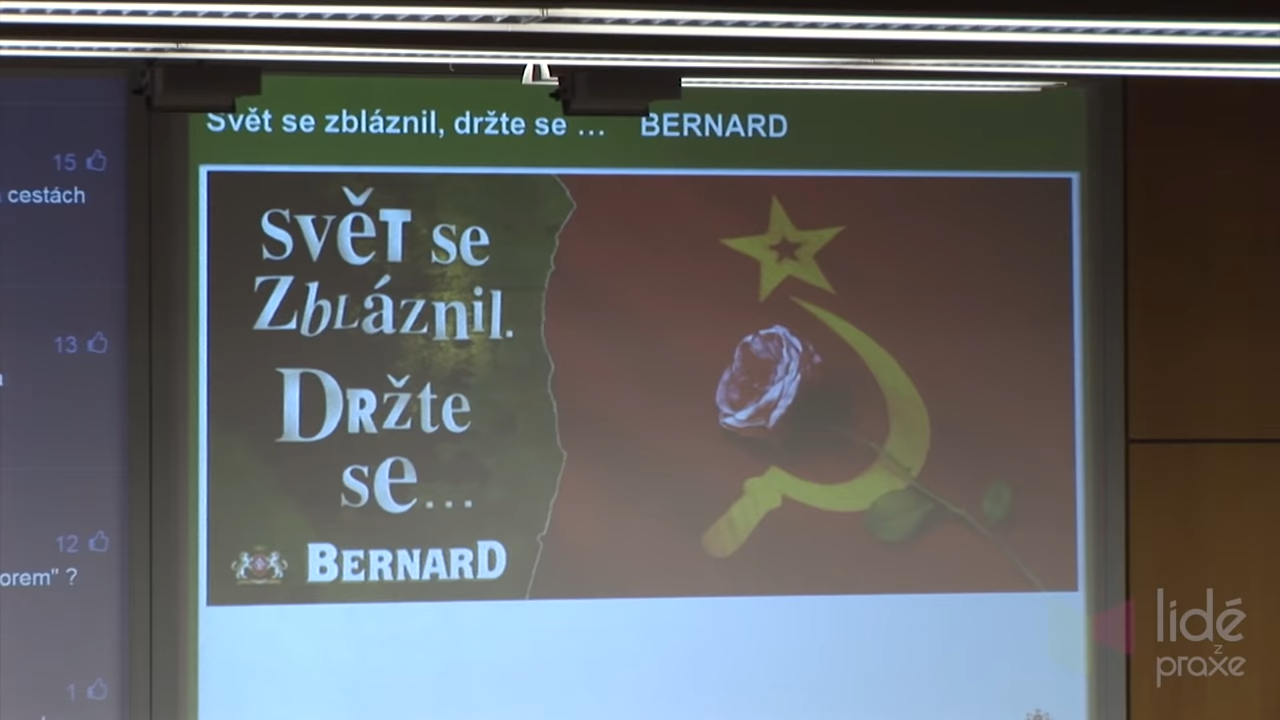 Svět se zbláznil, držte se ... BERNARD
15
cestách
13
12
orem" ?
1
Svět se
Zbláznil.
Držte
se...
BERNARD
lidé
z
praxe